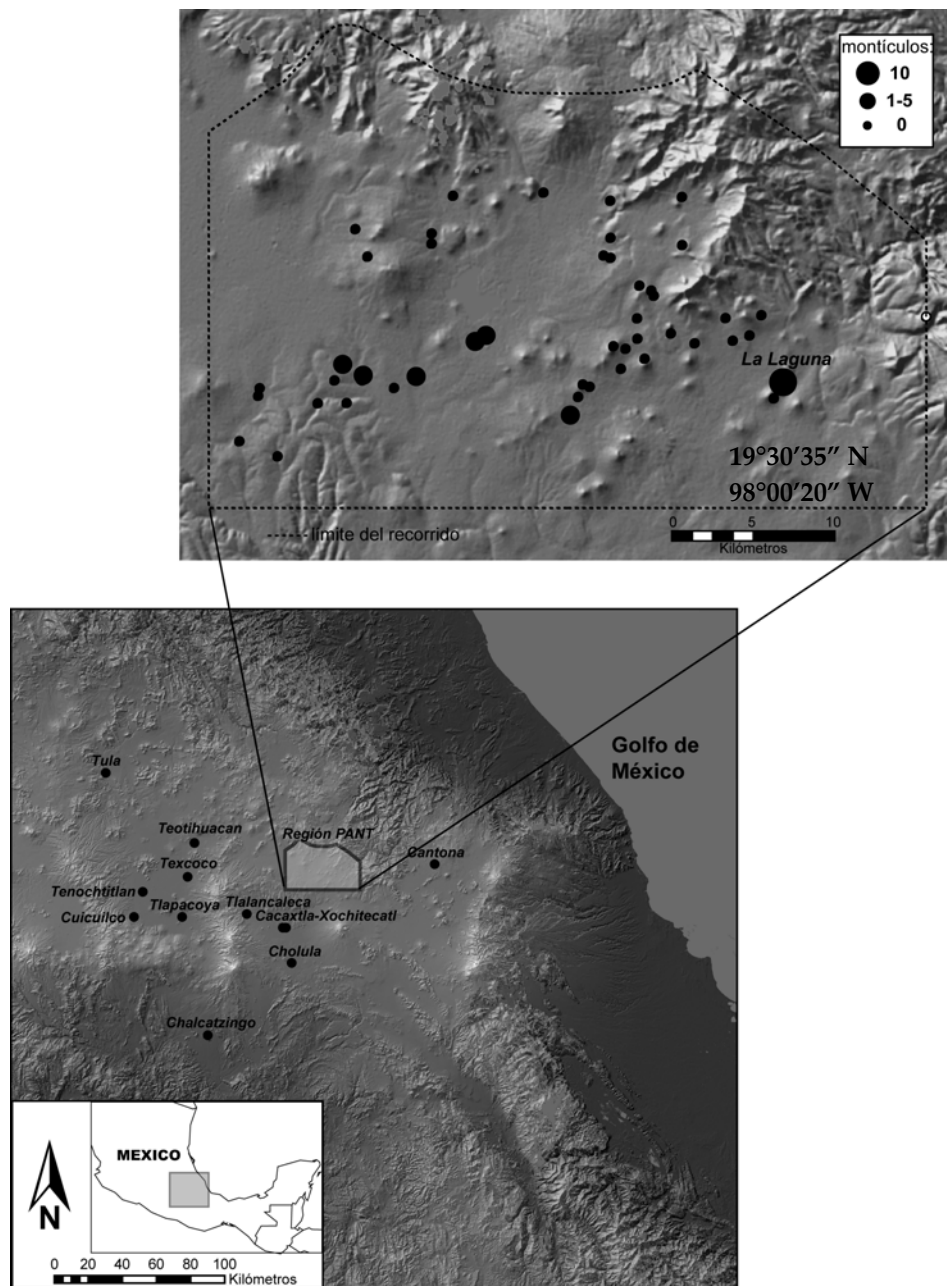 montículos:
10
1-5
0
La Laguna
19°30'35" N
98°00'20" W
límite del recorrido
0 10
Kilómetros
Golfo de
México
Tula
Teotihuacan
Región PANT
Cantona
Texcoco
Tenochtitlan
Tlalancaleca
Cuicuilco
Tlapacoya
Cacaxtla-Xochitecatl
Cholula
Chalcatzingo
MEXICO
N
0 20 40 60 80 100
Kilómetros